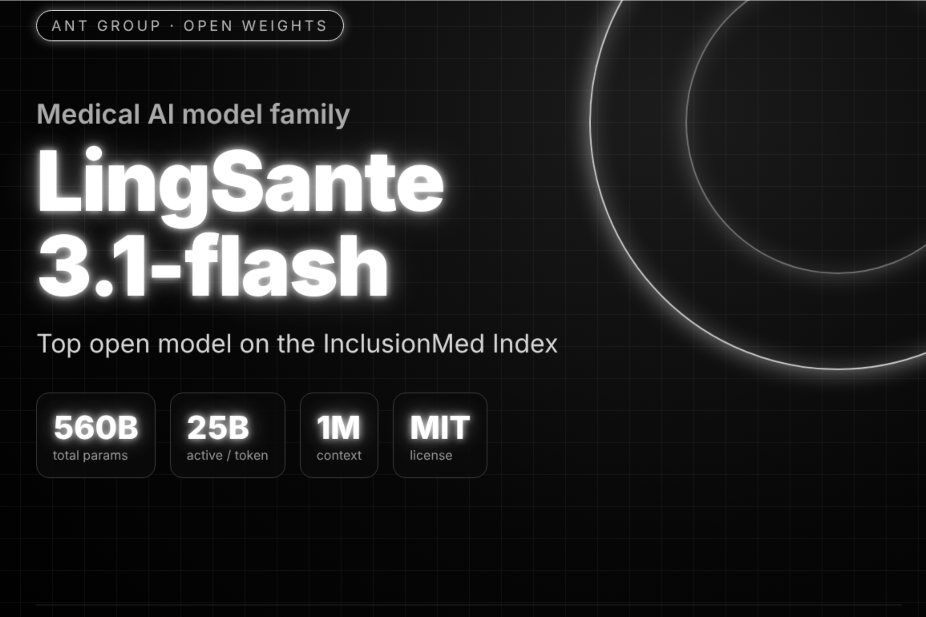 ANT GROUP · OPEN WEIGHTS
Medical AI model family
LingSante
3.1-flash
Top open model on the InclusionMed Index
560B
total params
25B
active / token
1M
context
MIT
license